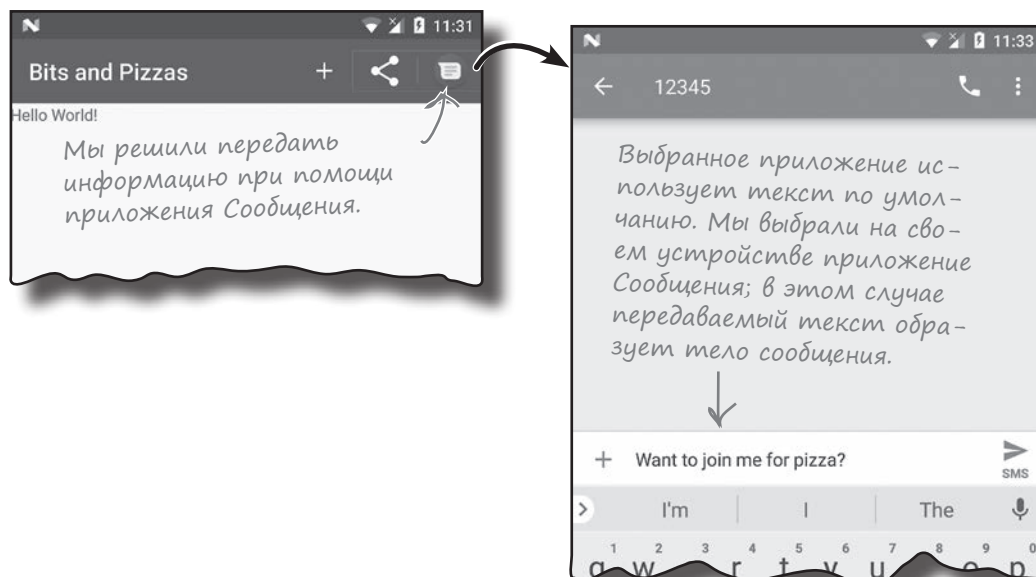 11:31
Bits and Pizzas
Hello World!
Мы решили передать
информацию при помощи
приложения Сообщения.
11:33
12345
Выбранное приложение ис-
пользует текст по умол-
чанию. Мы выбрали на сво-
ем устройстве приложение
Сообщения; в этом случае
передаваемый текст обра-
зует тело сообщения.
Want to join me for pizza?
SMS
I'm I The
1 2 3 4 5 6 7 8 9 0
q w r t y u o p